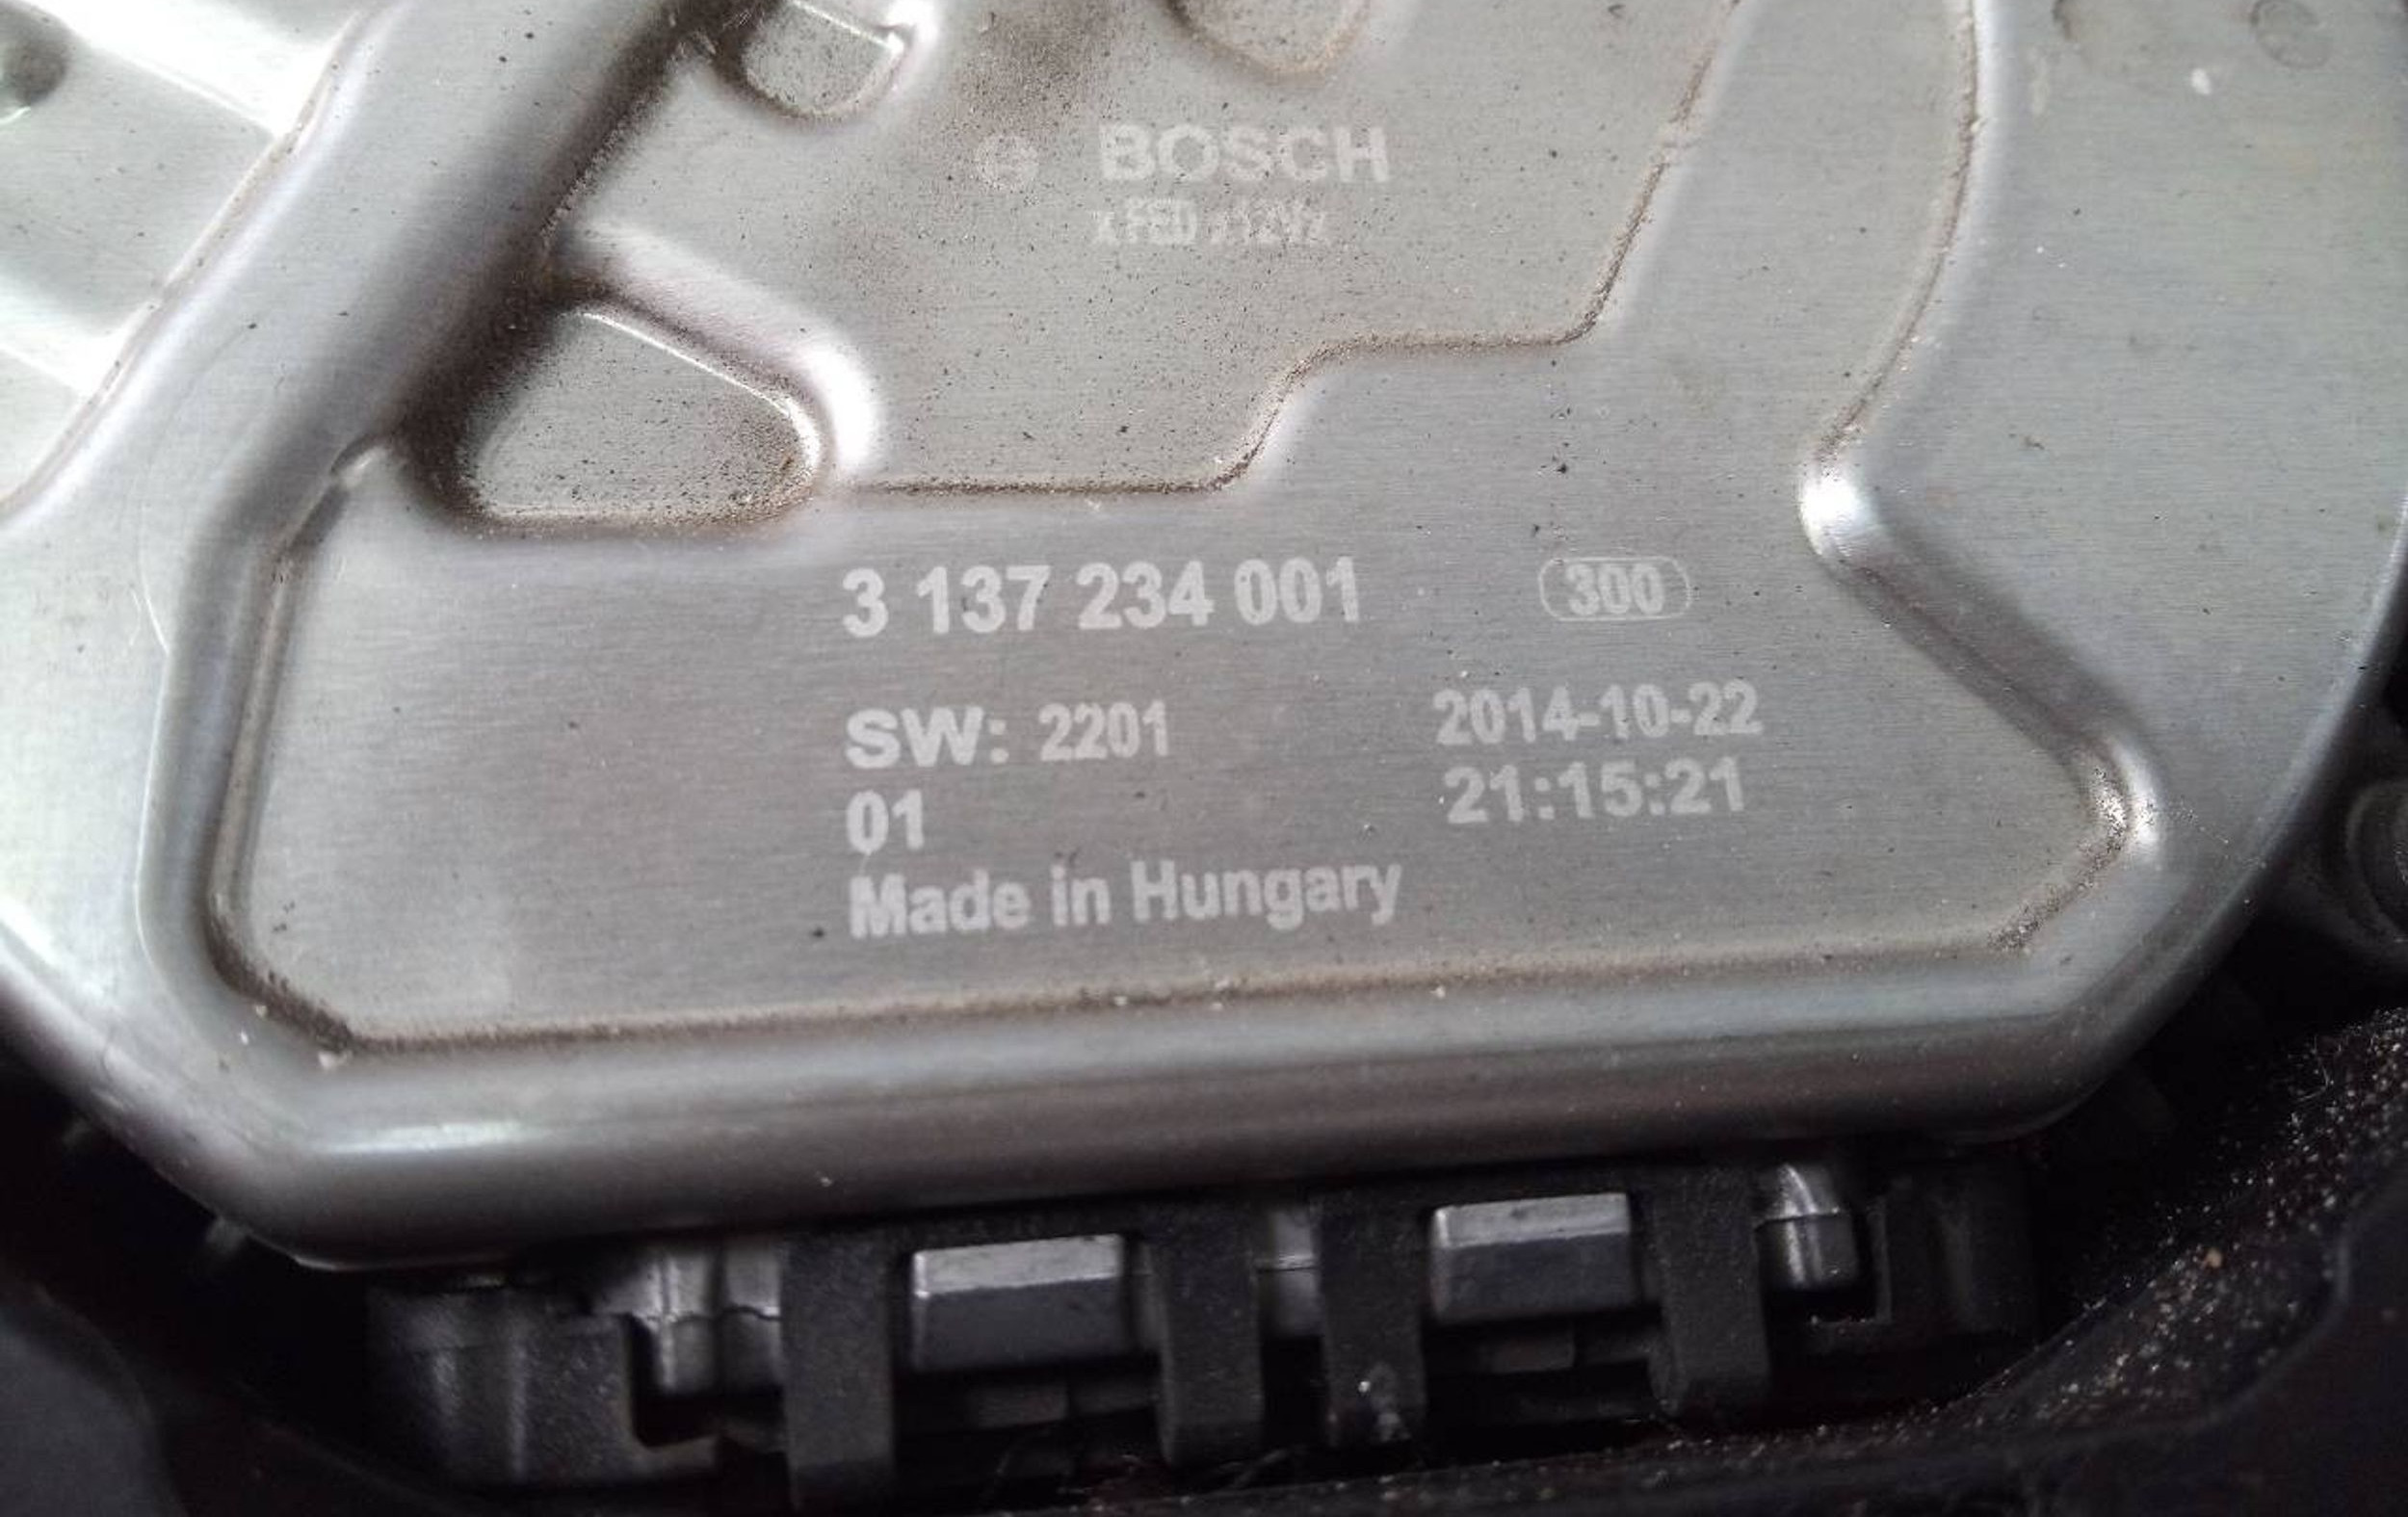 BOSCH
3 137 234 001 300
SW: 2201 2014-10-22
01 21:15:21
Made in Hungary